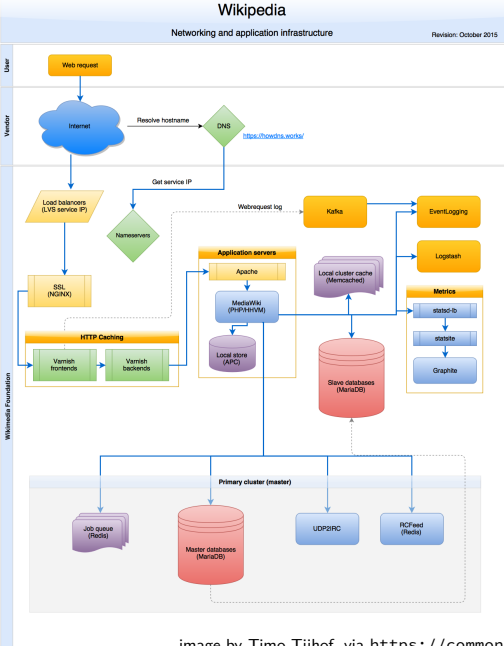 Wikipedia
Networking and application infrastructure
Revision: October 2015
User
Web request
Vendor
Internet
Resolve hostname
DNS
https://howdns.works/
Get service IP
Wikimedia Foundation
Load balancers
(LVS service IP)
Nameservers
Webrequest log
Kafka
EventLogging
Application servers
Apache
Local cluster cache
(Memcached)
Logstash
SSL
(NGINX)
MediaWiki
(PHP/HHVM)
Metrics
statsd-lb
HTTP Caching
Varnish
frontends
Varnish
backends
Local store
(APC)
statsite
Graphite
Slave databases
(MariaDB)
Primary cluster (master)
Job queue
(Redis)
Master databases
(MariaDB)
UDP2IRC
RCFeed
(Redis)
image by Timo Tijhof, via https://common